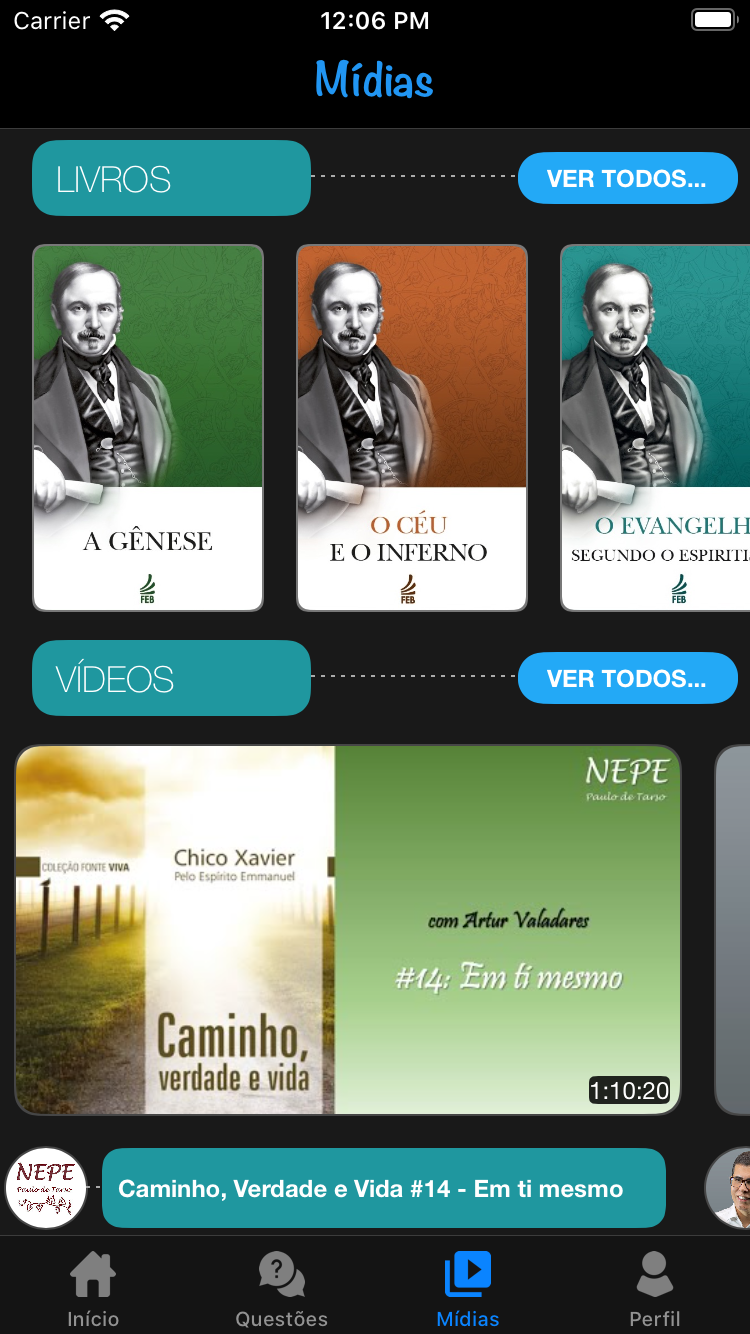 Carrier 12:06 PM
Mídias
LIVROS
VER TODOS...
A GÊNESE
FEB
O CÉU
E O INFERNO
FEB
O EVANGELH
SEGUNDO O ESPIRITI
FEB
VÍDEOS
VER TODOS...
COLEÇÃO FONTE VIVA
Chico Xavier
Pelo Espírito Emmanuel
Caminho,
verdade e vida
NEPE
Paulo de Tarso
com Artur Valadares
#14: Em ti mesmo
1:10:20
NEPE
Paulo de Tarso
Caminho, Verdade e Vida #14 - Em ti mesmo
Início
Questões
Mídias
Perfil